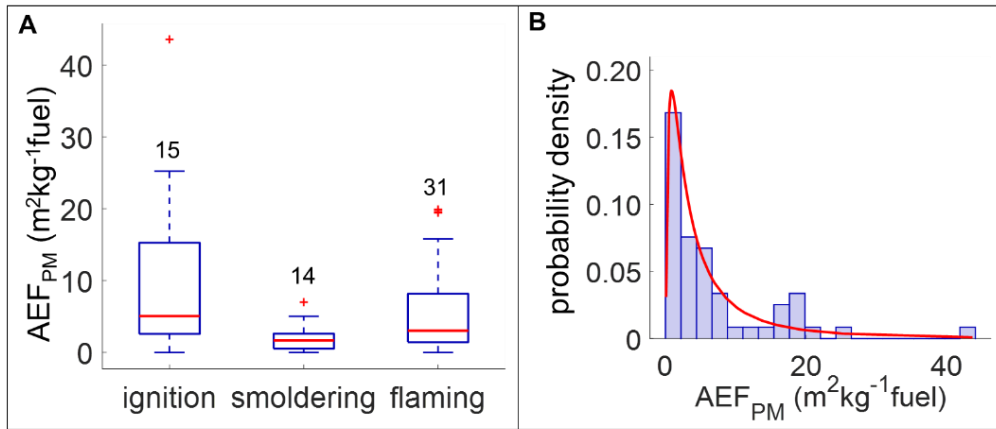 A
AEF_PM (m²kg⁻¹fuel)
40
30
20
10
0
15
14
31
ignition smoldering flaming
B
probability density
0.20
0.15
0.10
0.05
0
0 20 40
AEF_PM (m²kg⁻¹fuel)